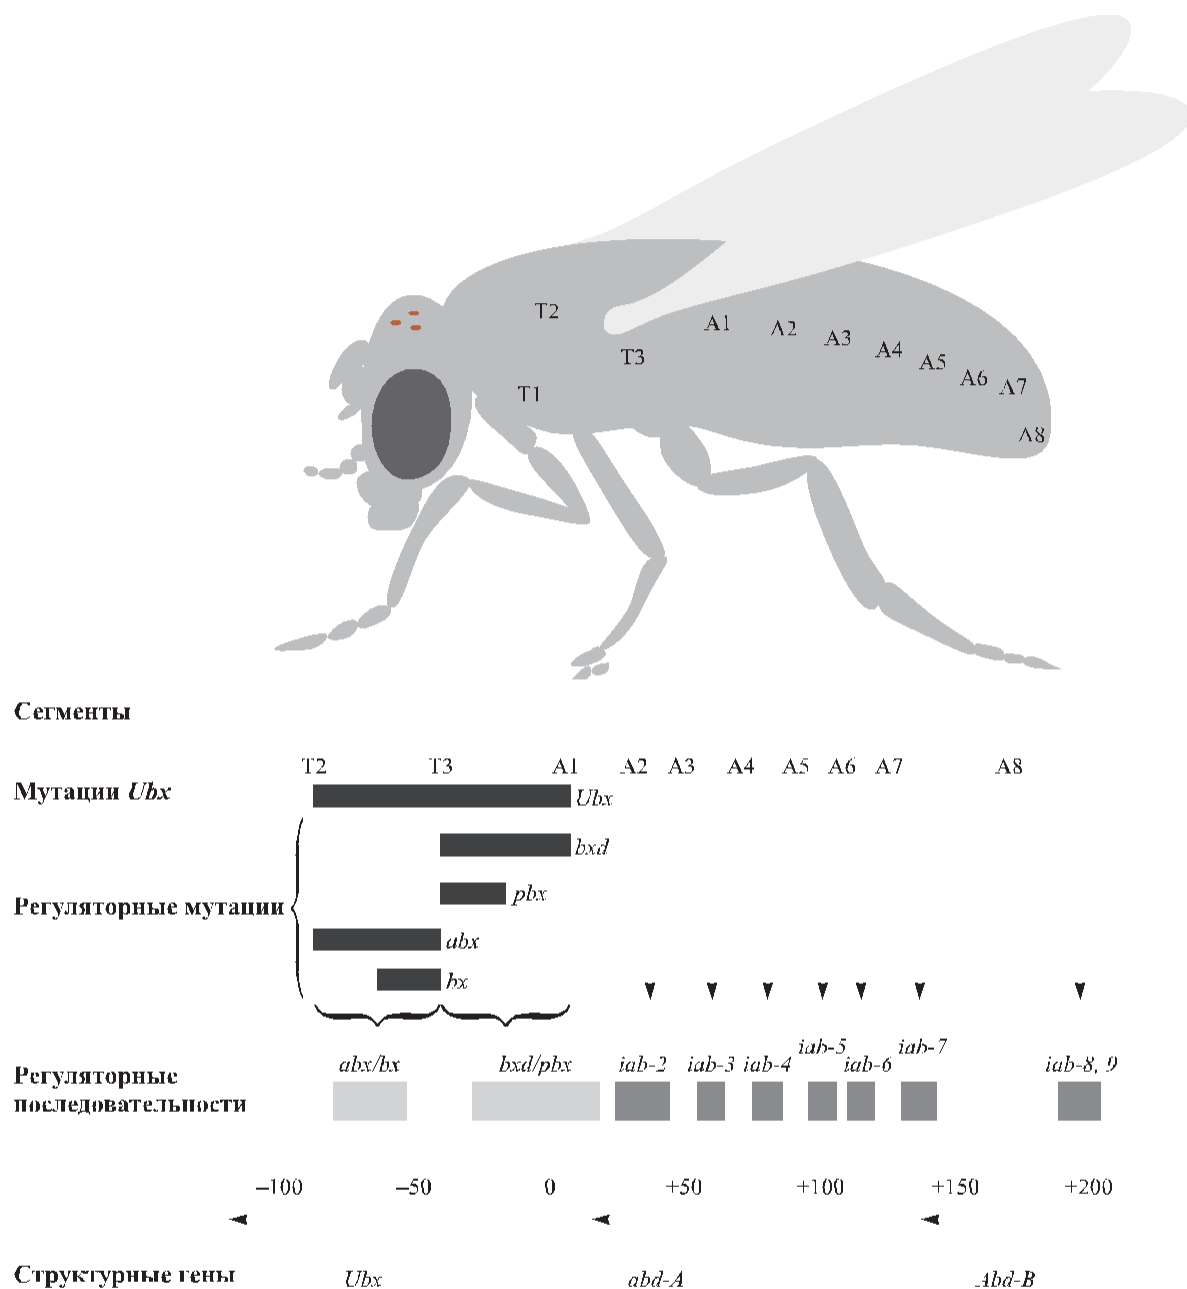 T2
A1
A2
A3
A4
A5
A6
A7
A8
T3
T1
Сегменты
T2 T3 A1 A2 A3 A4 A5 A6 A7 A8
Мутации Ubx
Ubx
bxd
pbx
Регуляторные мутации
abx
bx
abx/bx bxd/pbx iab-2 iab-3 iab-4 iab-5 iab-6 iab-7 iab-8, 9
Регуляторные
последовательности
–100 –50 0 +50 +100 +150 +200
Структурные гены Ubx abd-A Abd-B